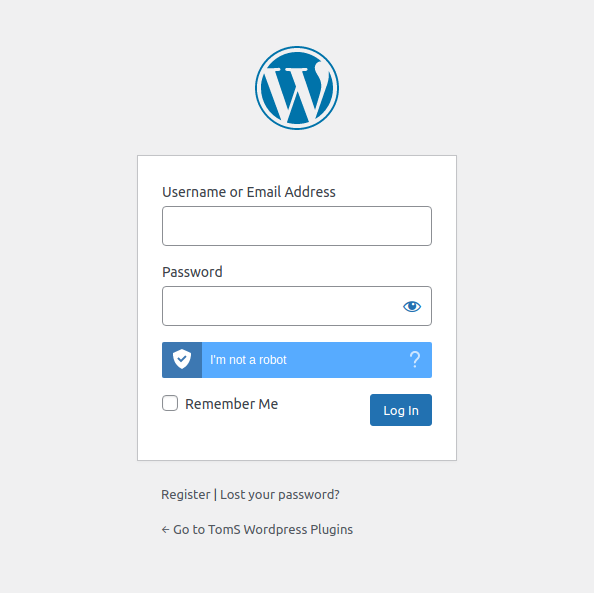 Username or Email Address
Password
I'm not a robot
?
Remember Me
Log In
Register | Lost your password?
← Go to TomS Wordpress Plugins